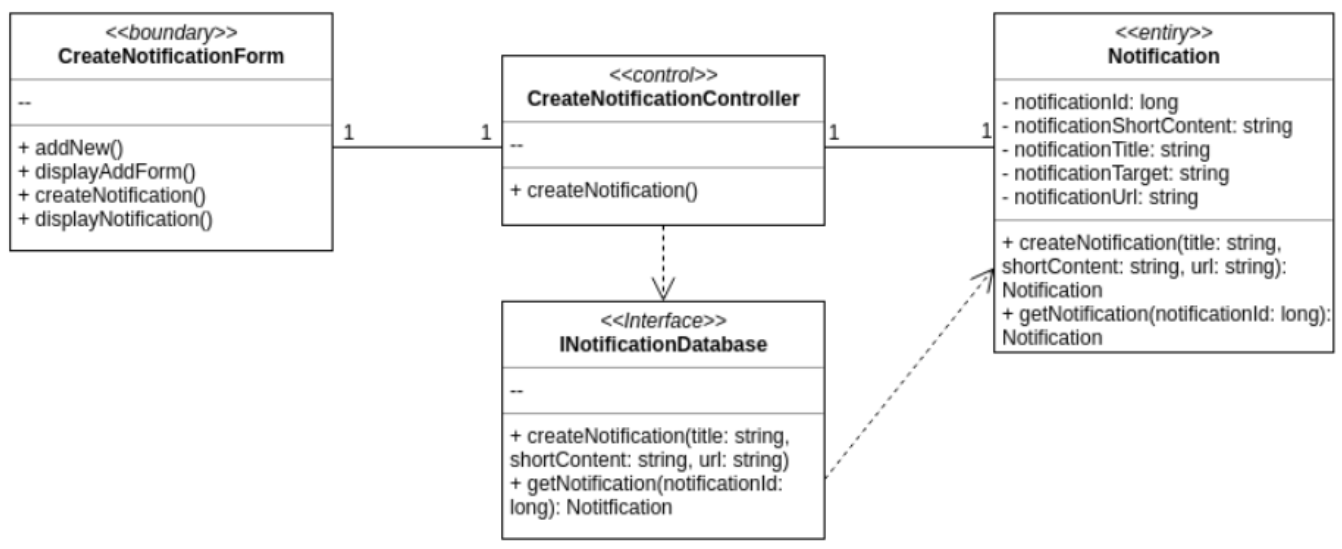 <<boundary>>
CreateNotificationForm
--
+ addNew()
+ displayAddForm()
+ createNotification()
+ displayNotification()
1
1
<<control>>
CreateNotificationController
--
+ createNotification()
1
1
<<entiry>>
Notification
- notificationId: long
- notificationShortContent: string
- notificationTitle: string
- notificationTarget: string
- notificationUrl: string
+ createNotification(title: string,
shortContent: string, url: string):
Notification
+ getNotification(notificationId: long):
Notification
<<Interface>>
INotificationDatabase
--
+ createNotification(title: string,
shortContent: string, url: string)
+ getNotification(notificationId:
long): Notitfication